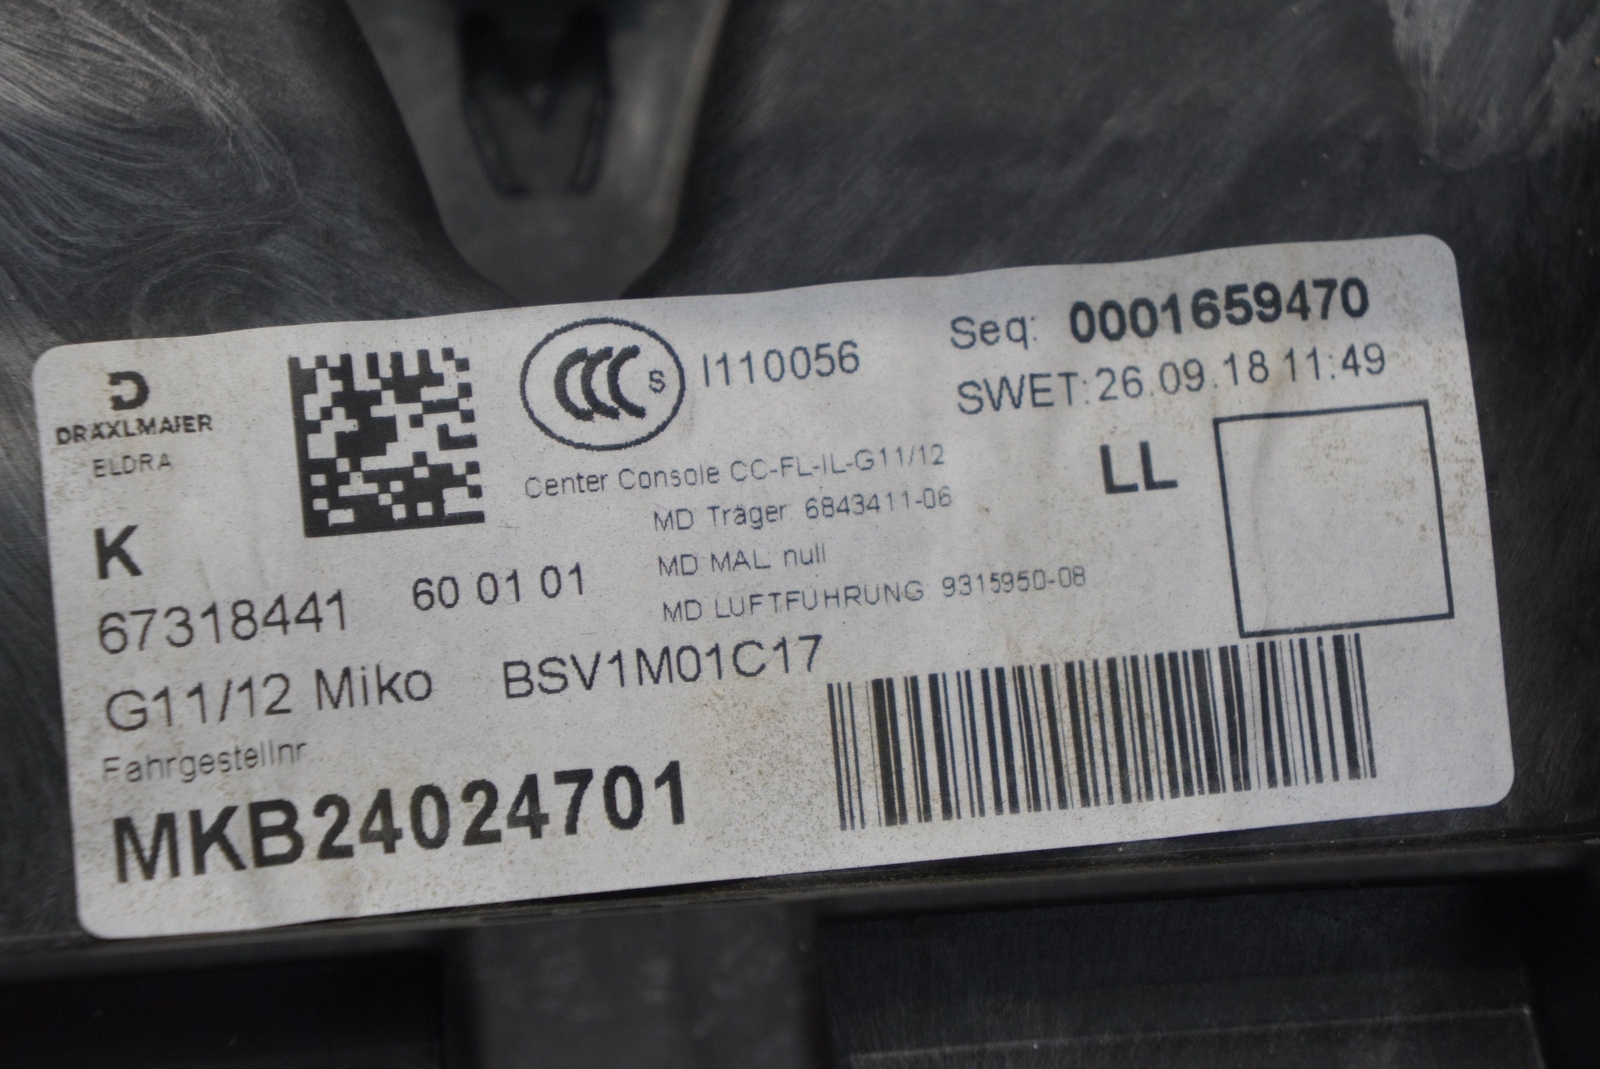 DRÄXLMAIER
ELDRA
CCC S I110056
Seq: 0001659470
SWET: 26.09.18 11:49
Center Console CC-FL-IL-G11/12
LL
MD Träger 6843411-06
MD MAL null
MD LUFTFÜHRUNG 9315950-08
K
67318441 60 01 01
G11/12 Miko BSV1M01C17
Fahrgestellnr
MKB24024701